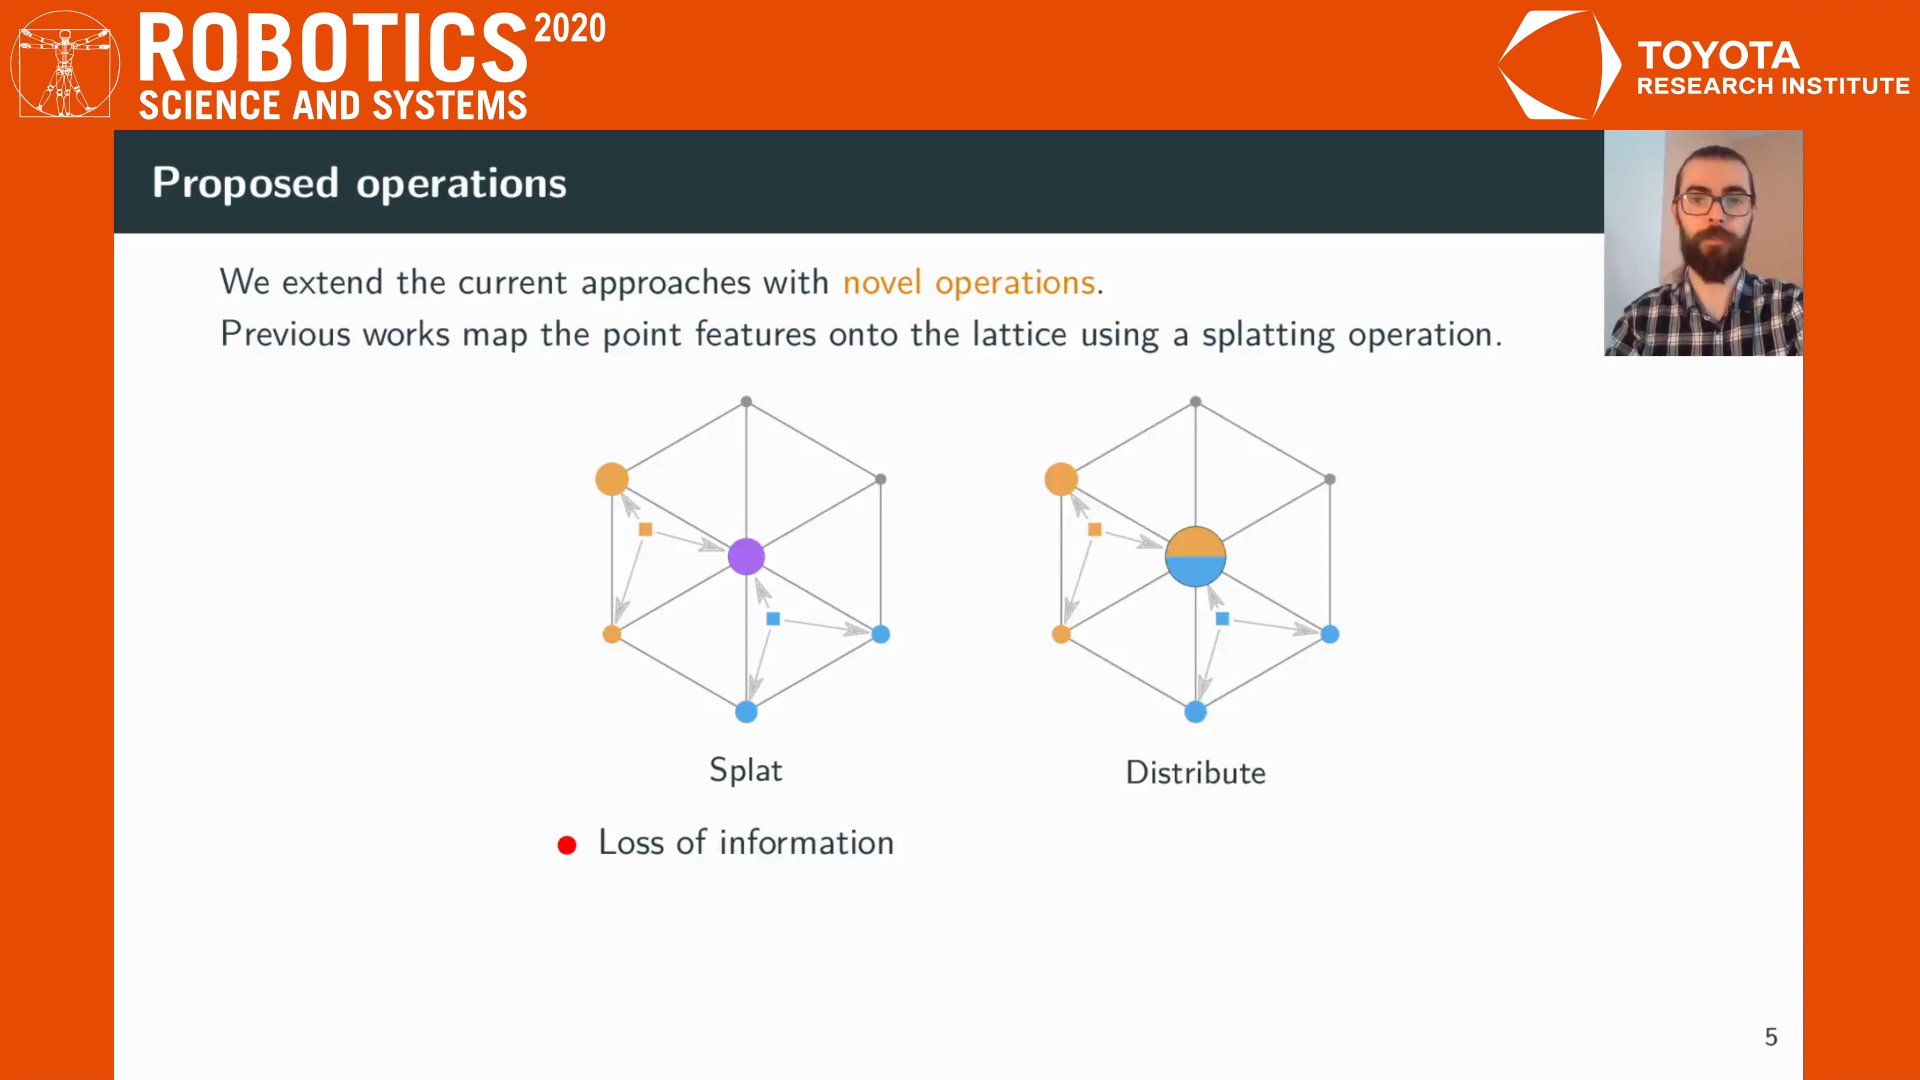 ROBOTICS 2020
SCIENCE AND SYSTEMS
TOYOTA
RESEARCH INSTITUTE
Proposed operations
We extend the current approaches with novel operations.
Previous works map the point features onto the lattice using a splatting operation.
Splat
Distribute
Loss of information
5